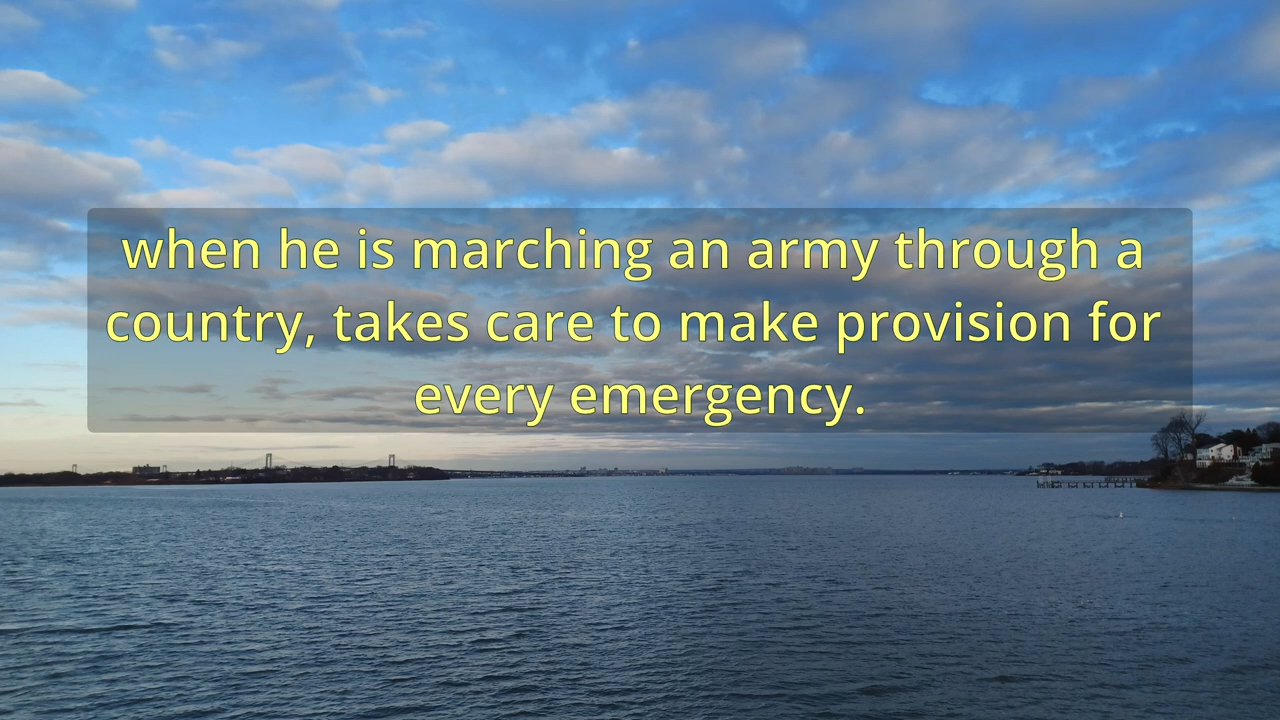 when he is marching an army through a
country, takes care to make provision for
every emergency.